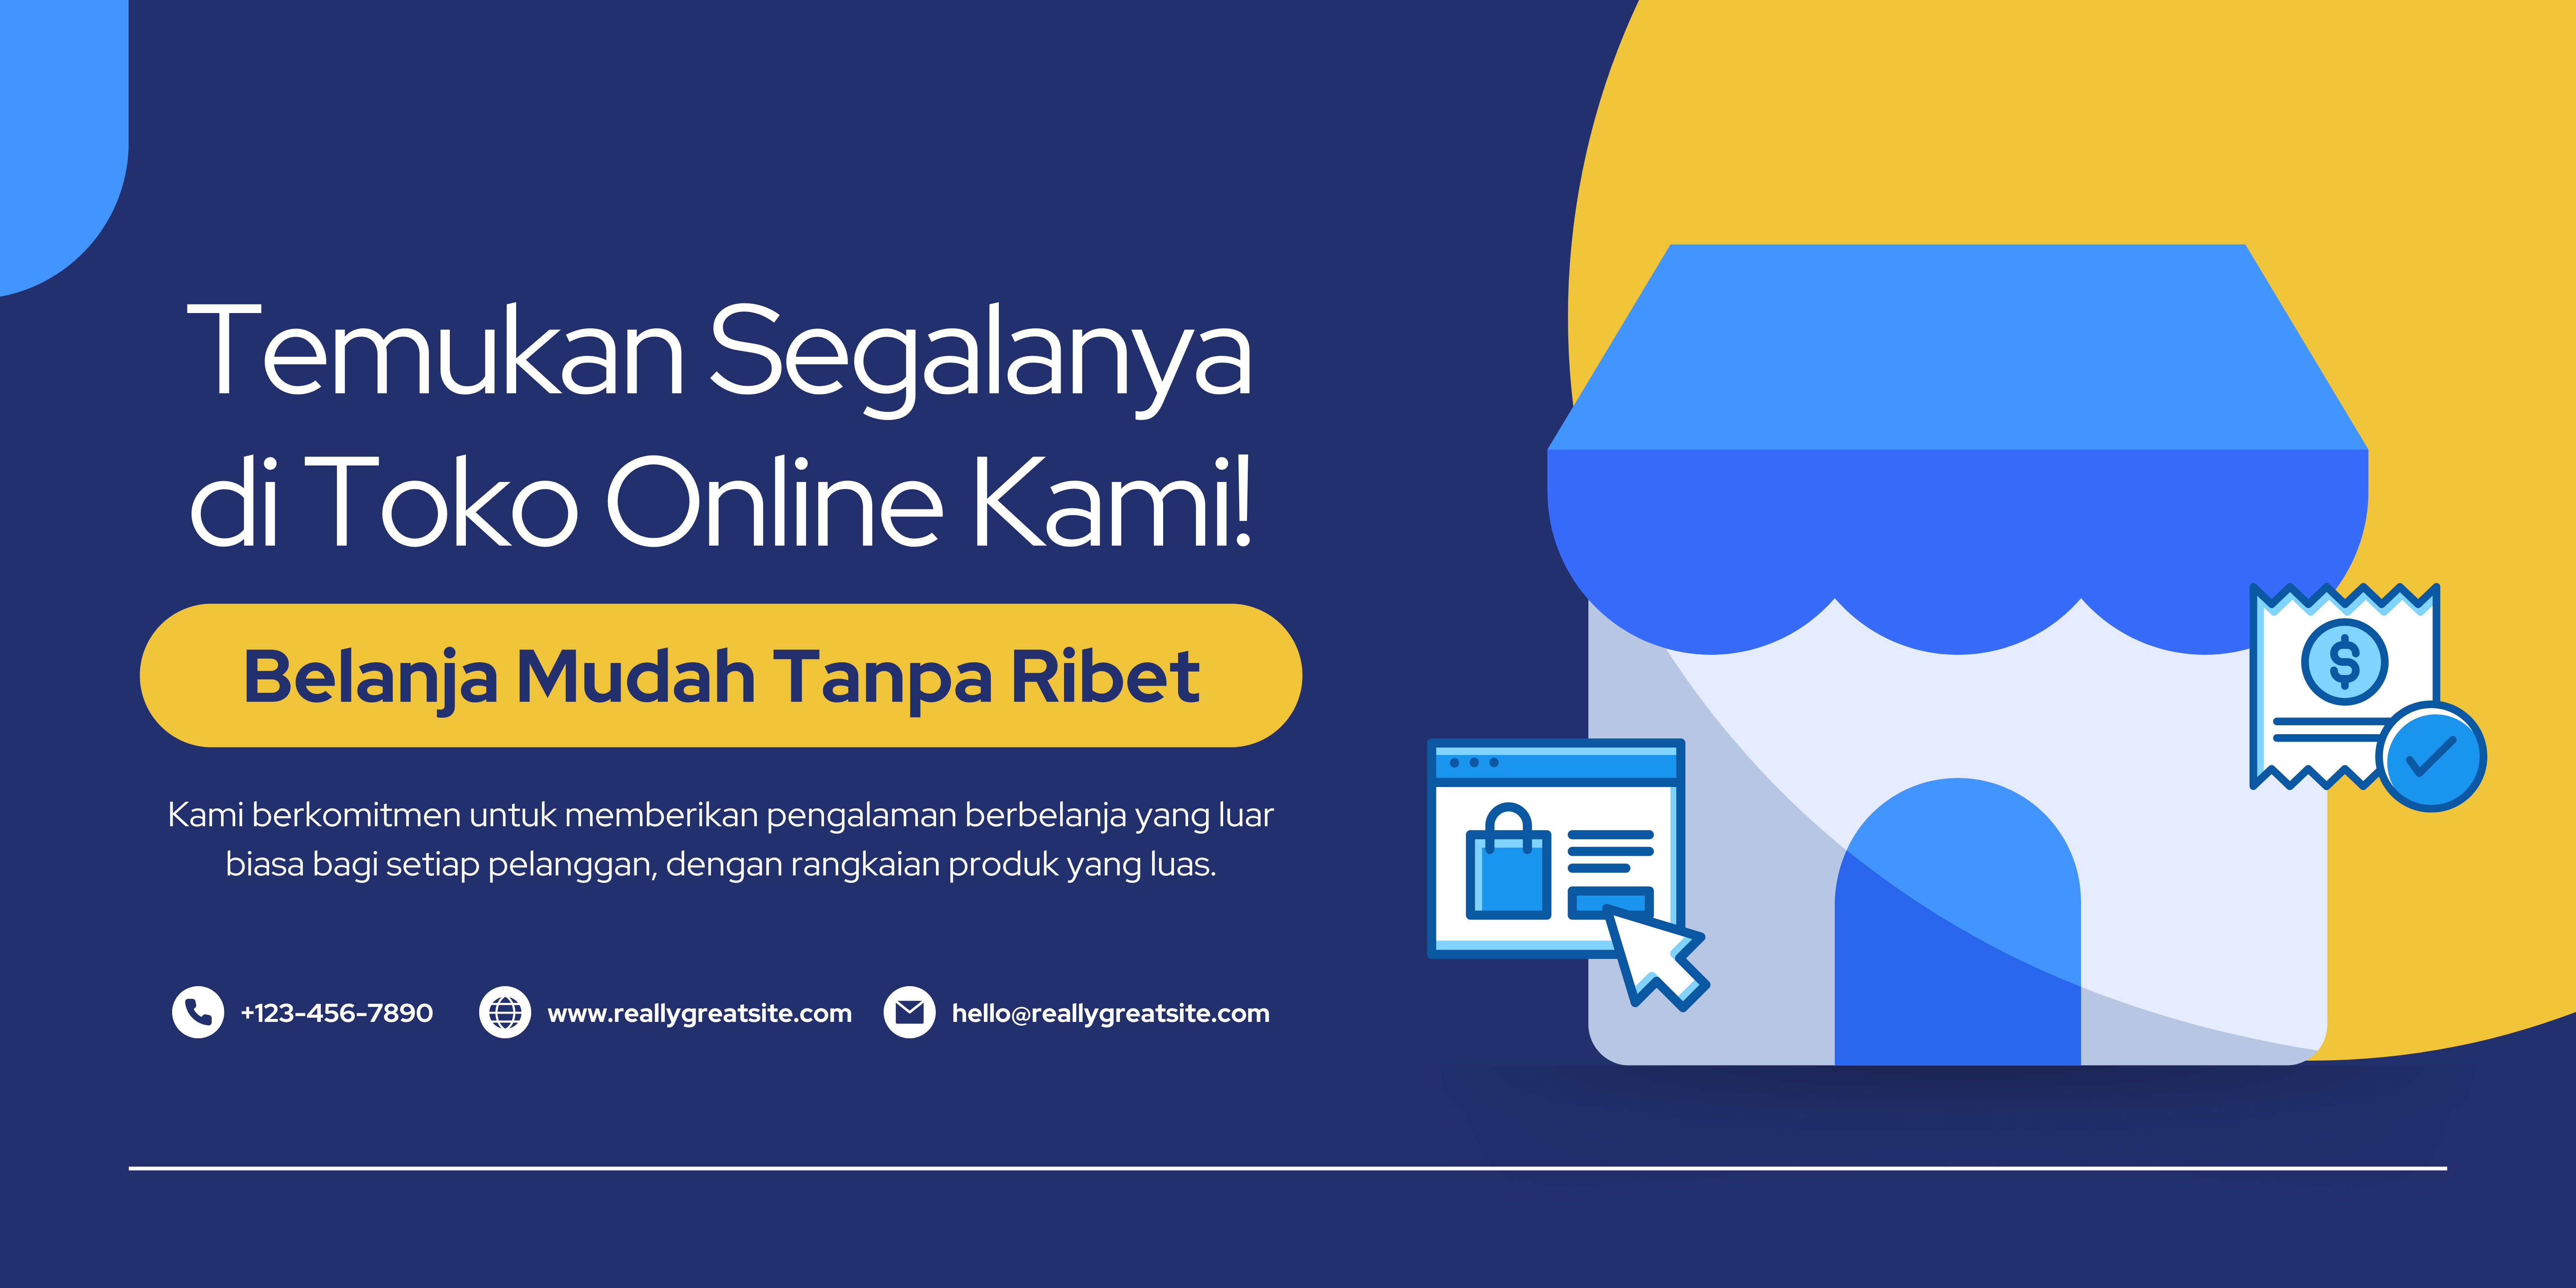 Temukan Segalanya
di Toko Online Kami!
Belanja Mudah Tanpa Ribet
Kami berkomitmen untuk memberikan pengalaman berbelanja yang luar
biasa bagi setiap pelanggan, dengan rangkaian produk yang luas.
+123-456-7890 www.reallygreatsite.com hello@reallygreatsite.com
$